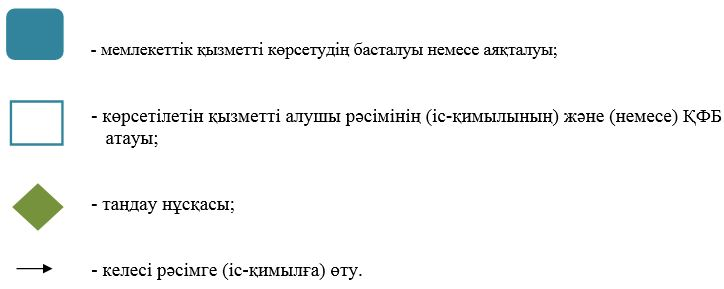 - мемлекеттік қызметті көрсетудің басталуы немесе аяқталуы;
- көрсетілетін қызметті алушы рәсімінің (іс-қимылының) және (немесе) ҚФБ
атауы;
- таңдау нұсқасы;
- келесі рәсімге (іс-қимылға) өту.